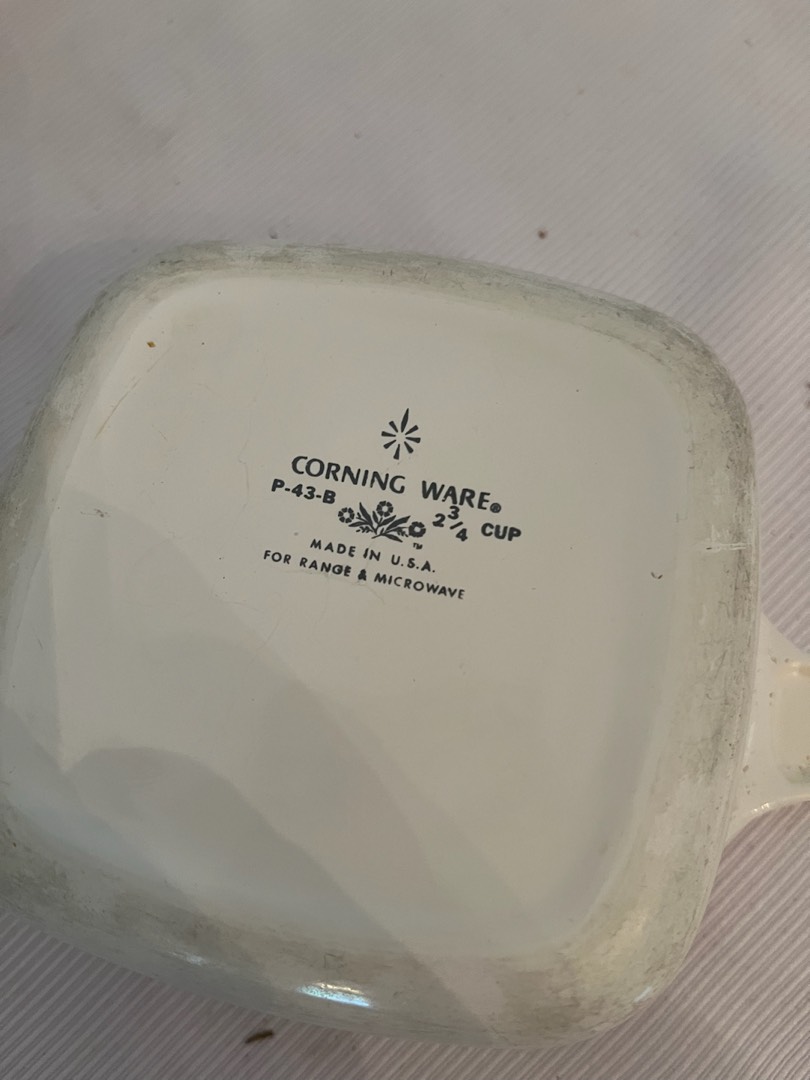 CORNING WARE®
P-43-B 2 3/4 CUP
™
MADE IN U.S.A.
FOR RANGE & MICROWAVE